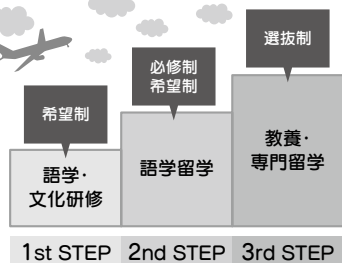 選抜制
必修制
希望制
希望制
教養・
専門留学
語学留学
語学・
文化研修
1st STEP 2nd STEP 3rd STEP